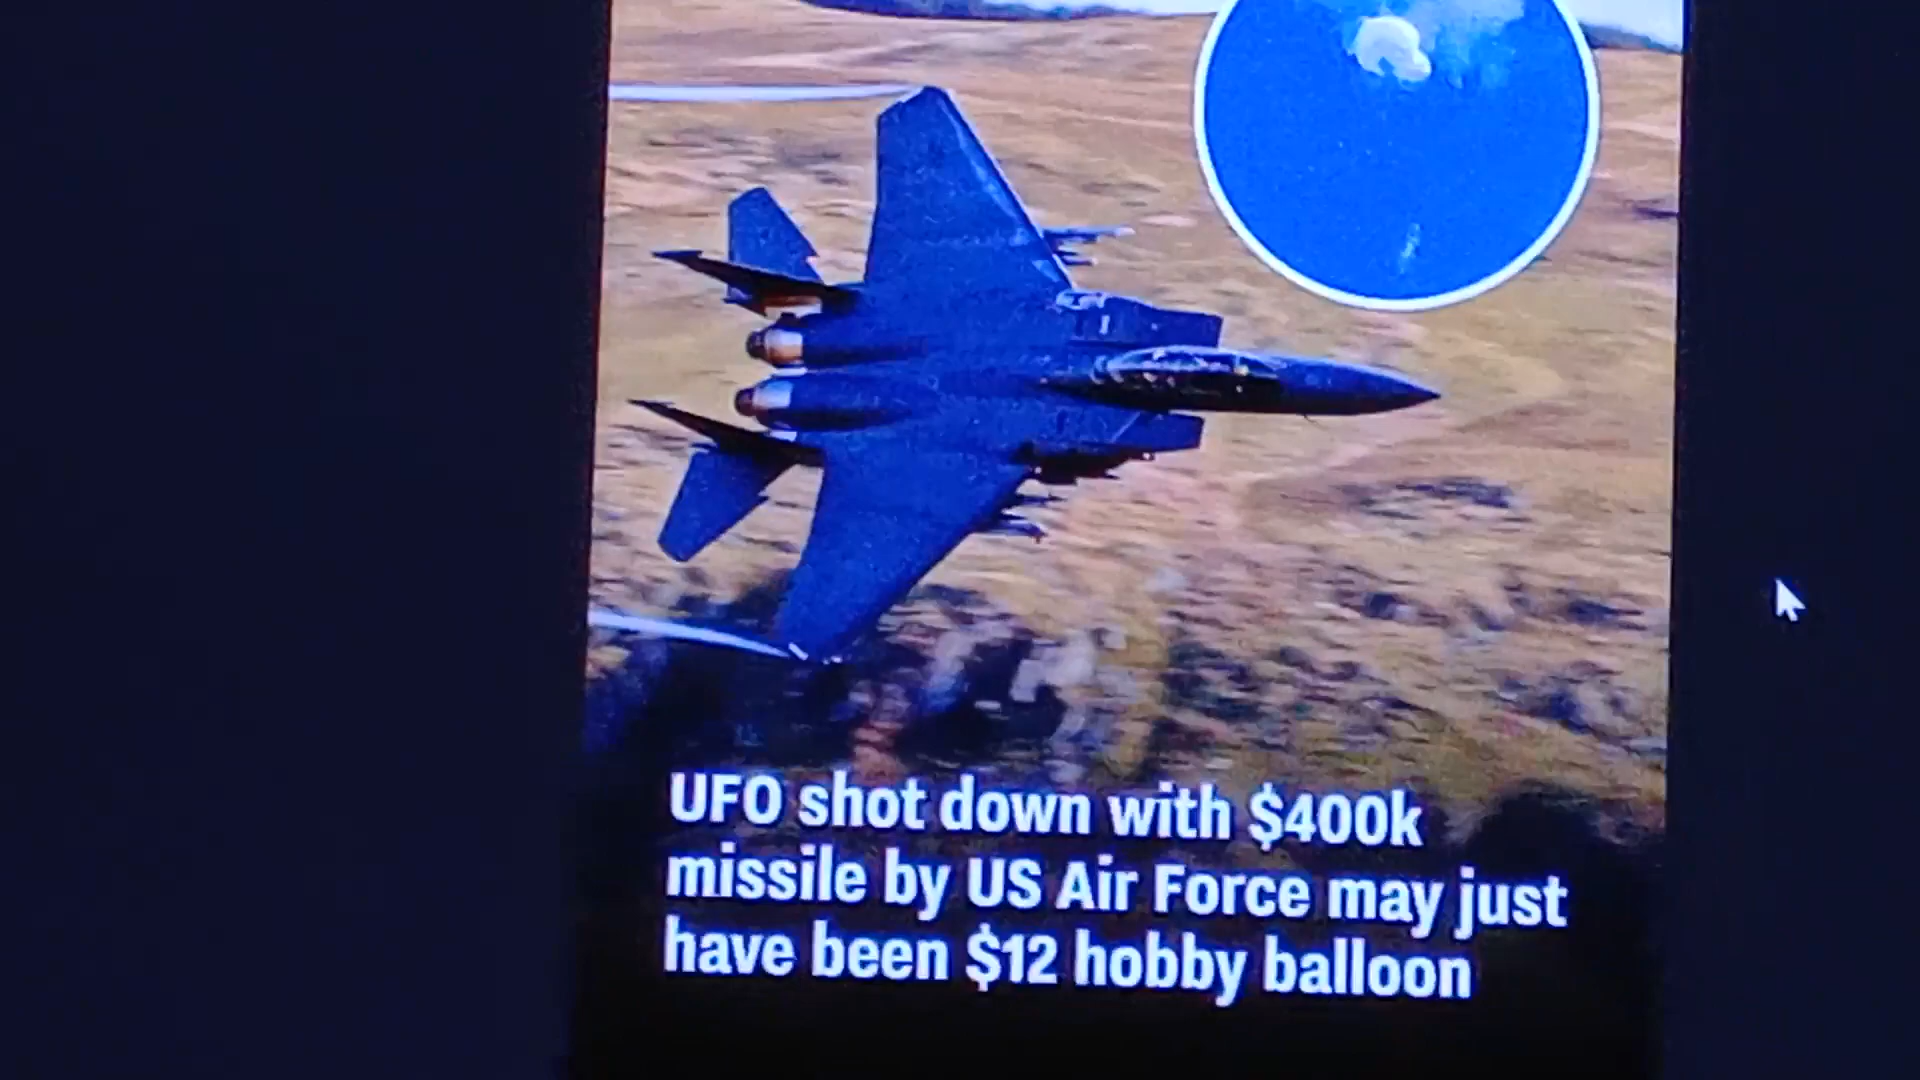 UFO shot down with $400k
missile by US Air Force may just
have been $12 hobby balloon